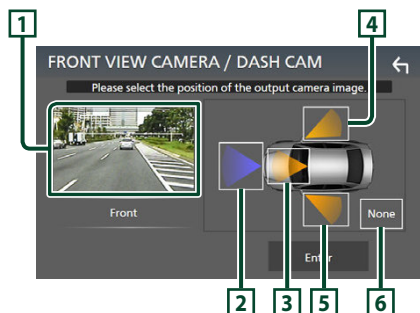 1
4
FRONT VIEW CAMERA / DASH CAM
Please select the position of the output camera image.
Front
None
Enter
2
3
5
6